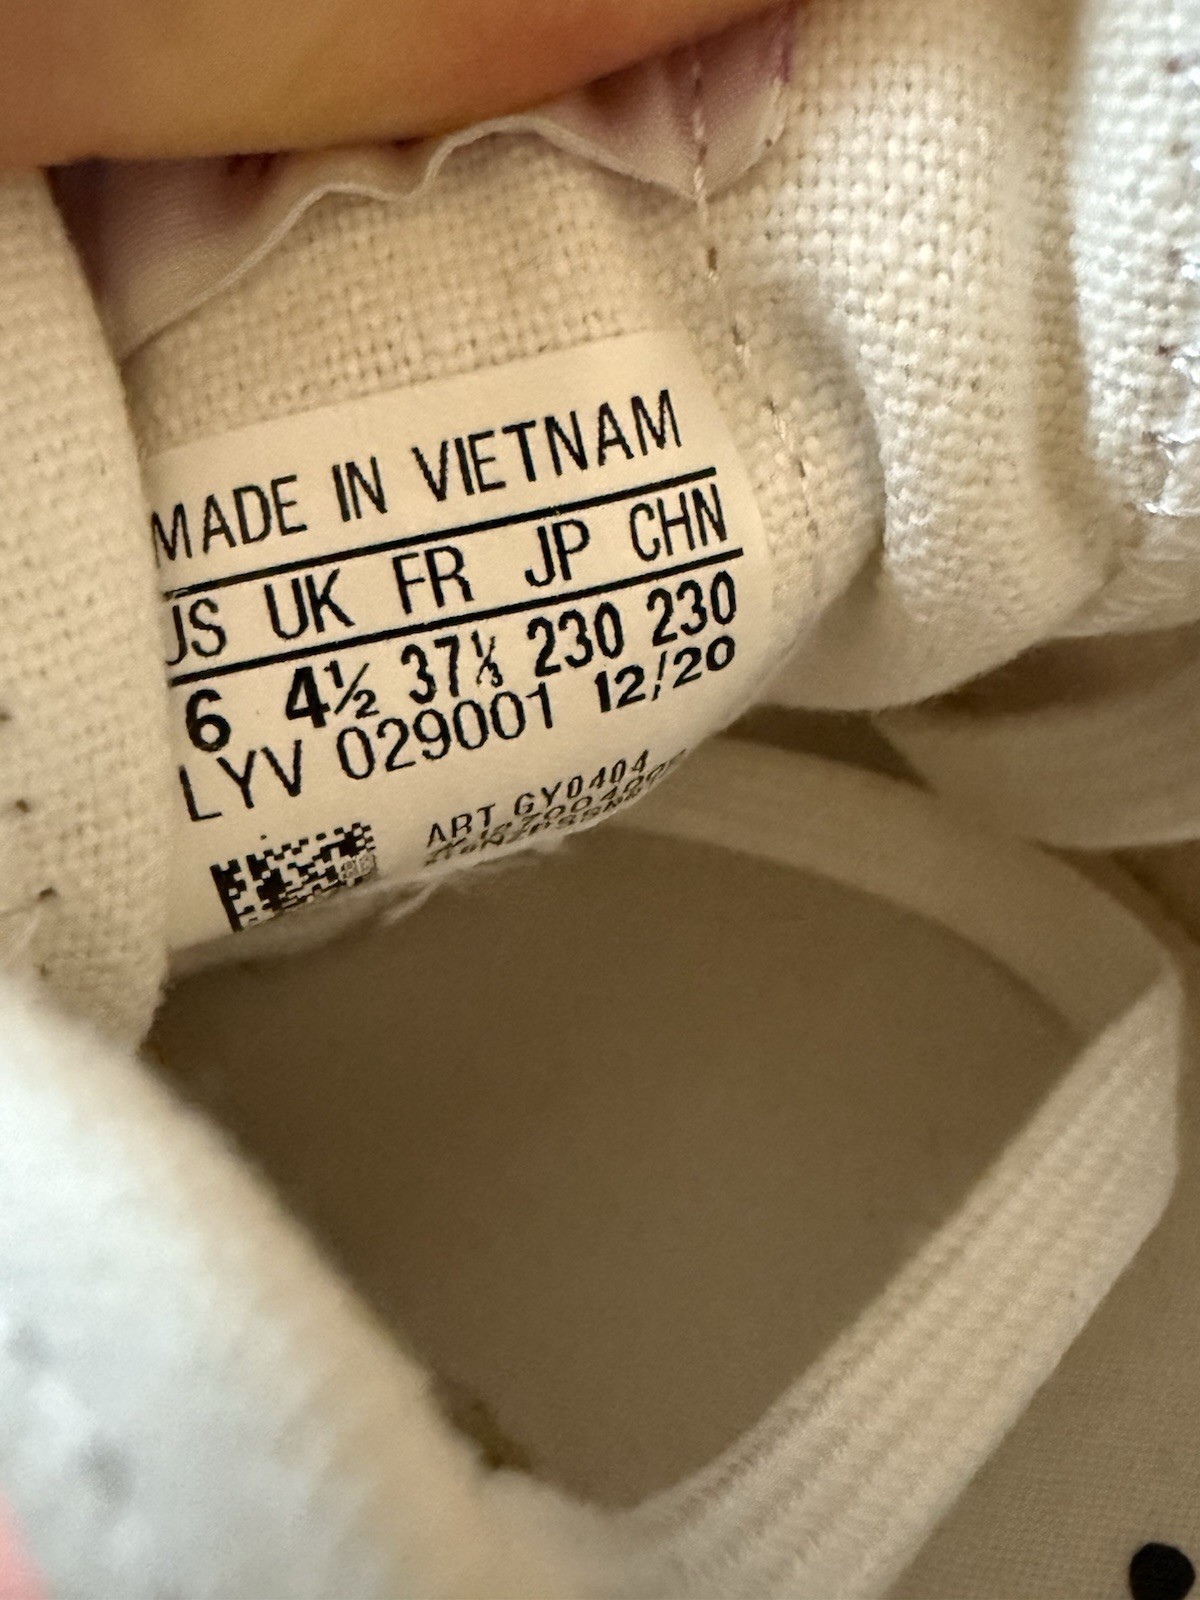 MADE IN VIETNAM
US UK FR JP CHN
6 4½ 37⅓ 230 230
LYV 029001 12/20
ART GY0404